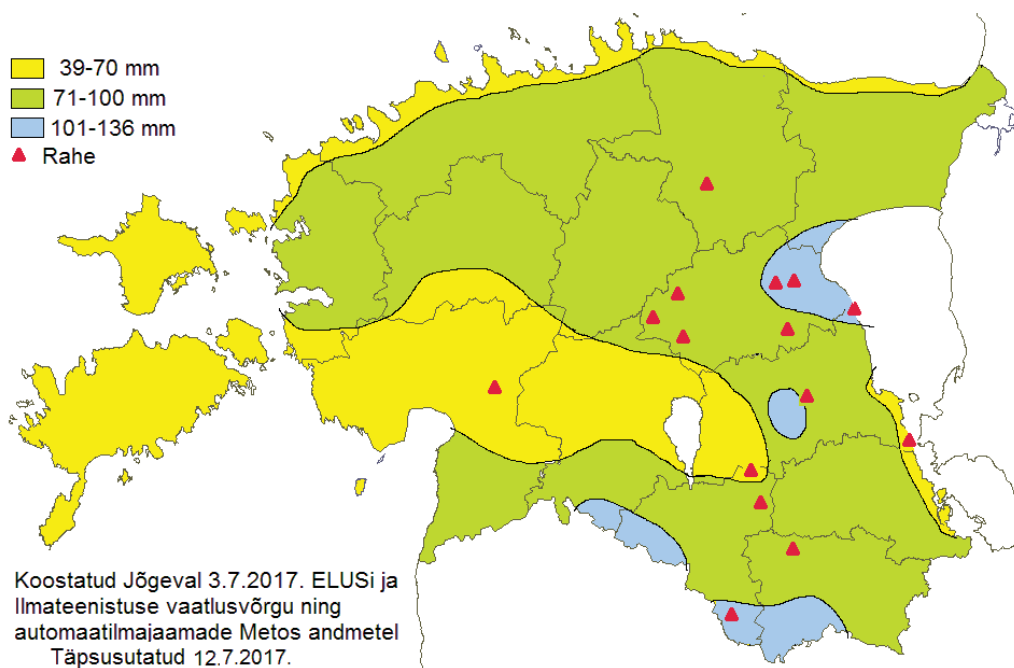 39-70 mm
71-100 mm
101-136 mm
Rahe
Koostatud Jõgeval 3.7.2017. ELUSi ja
Ilmateenistuse vaatlusvõrgu ning
automaatilmajaamade Metos andmetel
Täpsusutatud 12.7.2017.